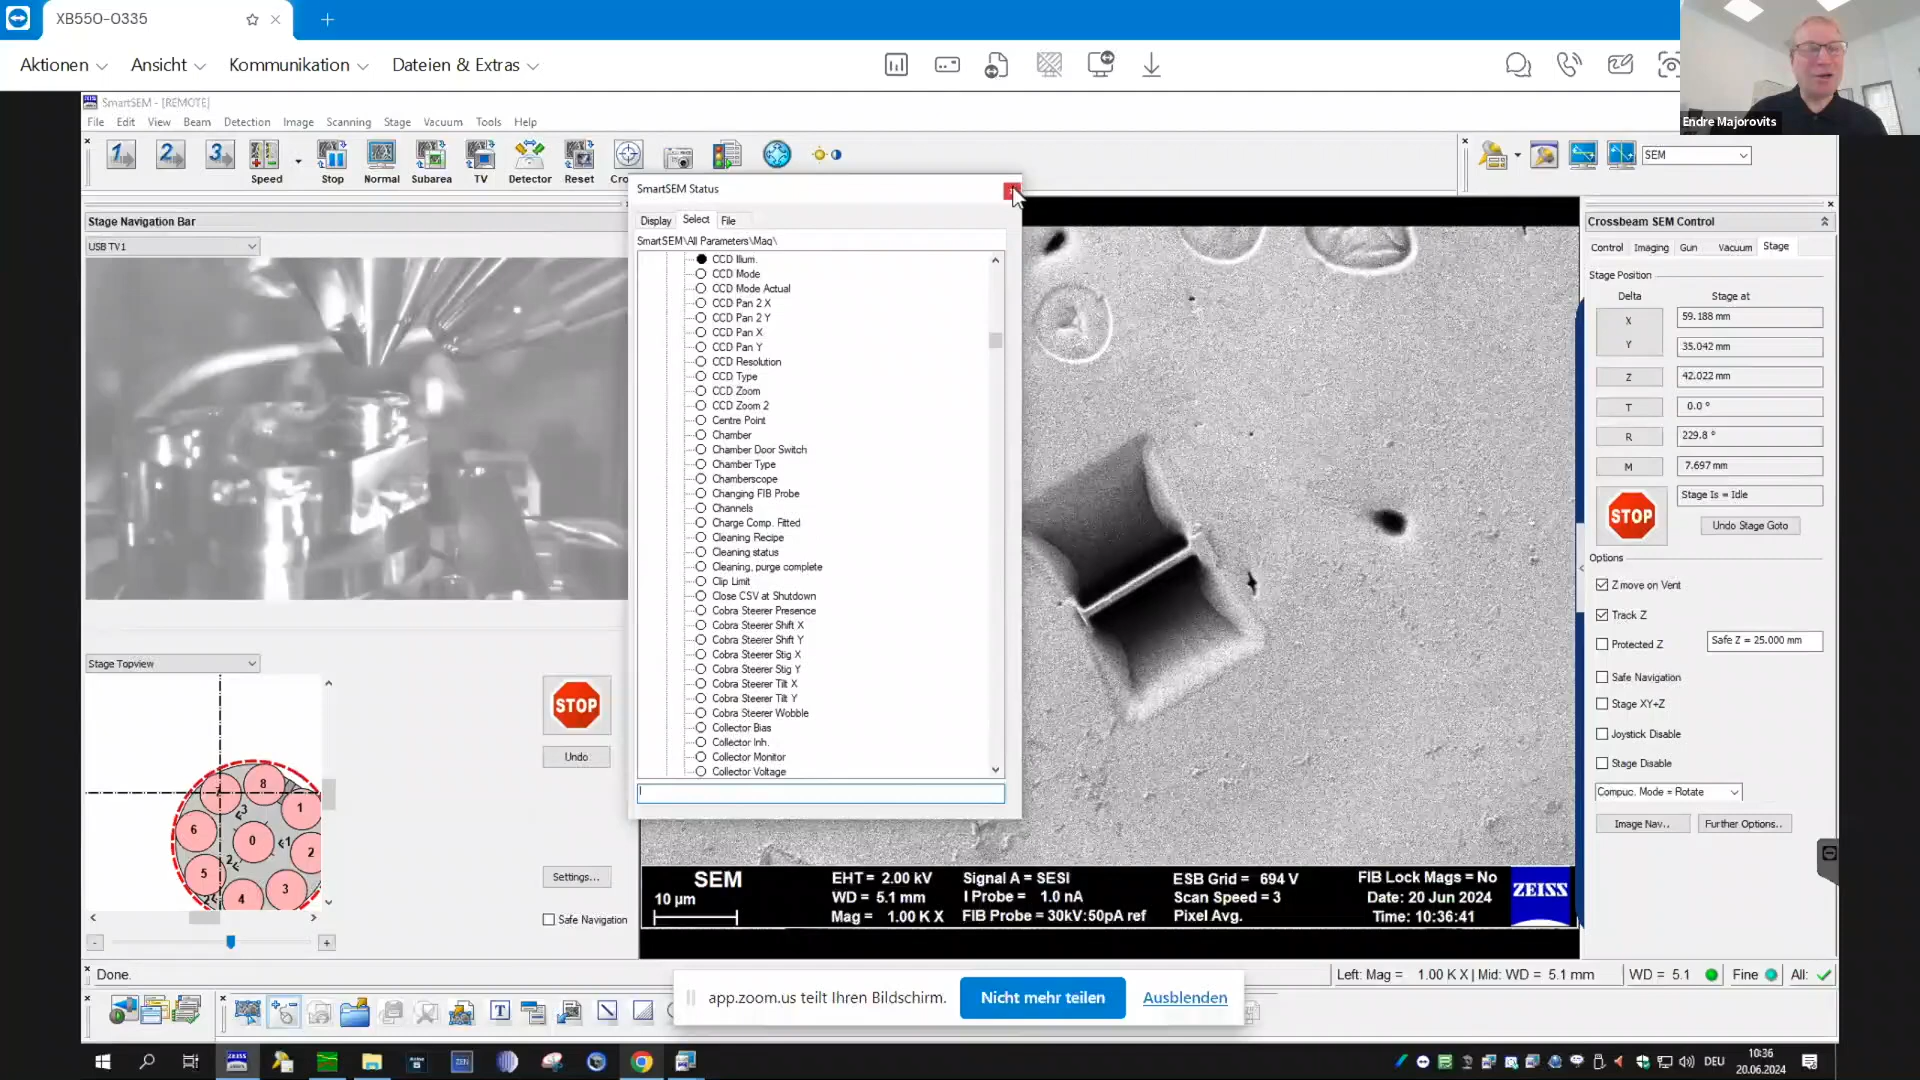 XB550-0335
Aktionen Ansicht Kommunikation Dateien & Extras
Endre Majorovits
SmartSEM - [REMOTE]
File Edit View Beam Detection Image Scanning Stage Vacuum Tools Help
1 2 3
Speed Stop Normal Subarea TV Detector Reset Cro
SEM
Stage Navigation Bar
USB TV1
SmartSEM Status
Display Select File
SmartSEM\All Parameters\Mag\
CCD Illum.
CCD Mode
CCD Mode Actual
CCD Pan 2 X
CCD Pan 2 Y
CCD Pan X
CCD Pan Y
CCD Resolution
CCD Type
CCD Zoom
CCD Zoom 2
Centre Point
Chamber
Chamber Door Switch
Chamber Type
Chamberscope
Changing FIB Probe
Channels
Charge Comp. Fitted
Cleaning Recipe
Cleaning status
Cleaning, purge complete
Clip Limit
Close CSV at Shutdown
Cobra Steerer Presence
Cobra Steerer Shift X
Cobra Steerer Shift Y
Cobra Steerer Stig X
Cobra Steerer Stig Y
Cobra Steerer Tilt X
Cobra Steerer Tilt Y
Cobra Steerer Wobble
Collector Bias
Collector Inh.
Collector Monitor
Collector Voltage
Crossbeam SEM Control
Control Imaging Gun Vacuum Stage
Stage Position
Delta Stage at
X 59.188 mm
Y 35.042 mm
Z 42.022 mm
T 0.0 °
R 229.8 °
M 7.697 mm
STOP
Stage Is = Idle
Undo Stage Goto
Options
Z move on Vent
Track Z
Protected Z Safe Z = 25.000 mm
Safe Navigation
Stage XY+Z
Joystick Disable
Stage Disable
Compuc. Mode = Rotate
Image Nav.. Further Options..
Stage Topview
STOP
Undo
7 8 1 6 0 2 5 4 3
Settings...
Safe Navigation
SEM
10 µm
EHT = 2.00 kV
WD = 5.1 mm
Mag = 1.00 K X
Signal A = SESI
I Probe = 1.0 nA
FIB Probe = 30kV:50pA ref
ESB Grid = 694 V
Scan Speed = 3
Pixel Avg.
FIB Lock Mags = No
Date: 20 Jun 2024
Time: 10:36:41
ZEISS
Done.
Left: Mag = 1.00 K X | Mid: WD = 5.1 mm WD = 5.1 Fine All:
app.zoom.us teilt Ihren Bildschirm. Nicht mehr teilen Ausblenden
DEU
10:36
20.06.2024